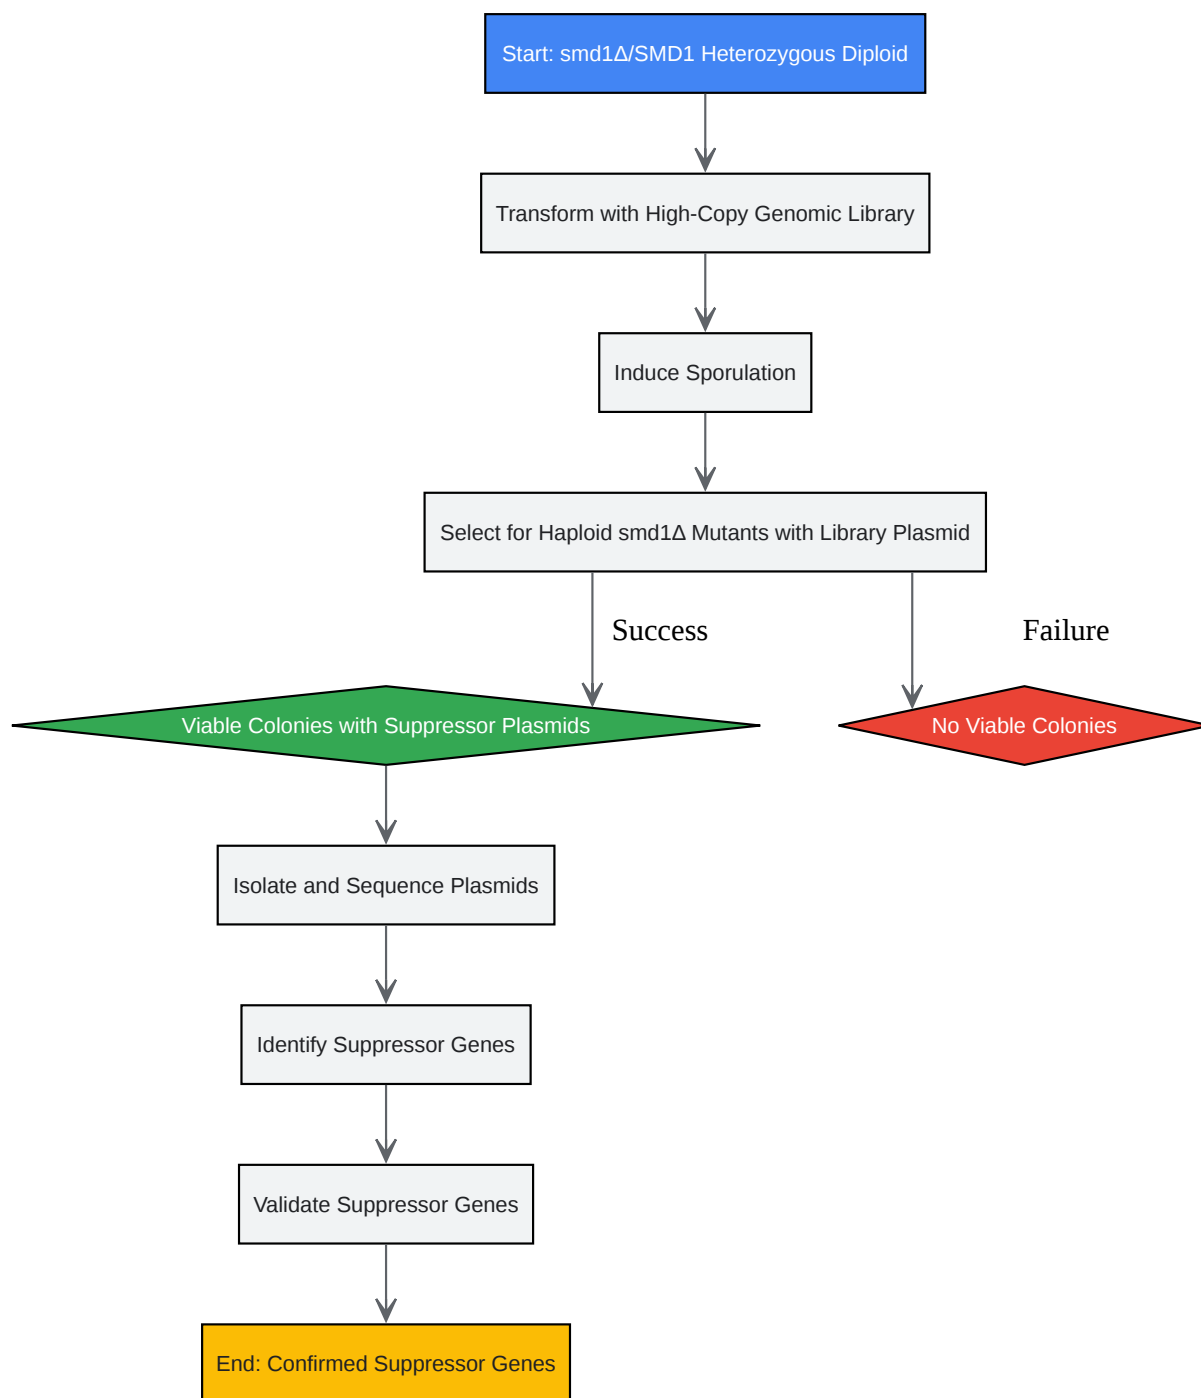 Start: smd1Δ/SMD1 Heterozygous Diploid
Transform with High-Copy Genomic Library
Induce Sporulation
Select for Haploid smd1Δ Mutants with Library Plasmid
Success
Failure
Viable Colonies with Suppressor Plasmids
No Viable Colonies
Isolate and Sequence Plasmids
Identify Suppressor Genes
Validate Suppressor Genes
End: Confirmed Suppressor Genes